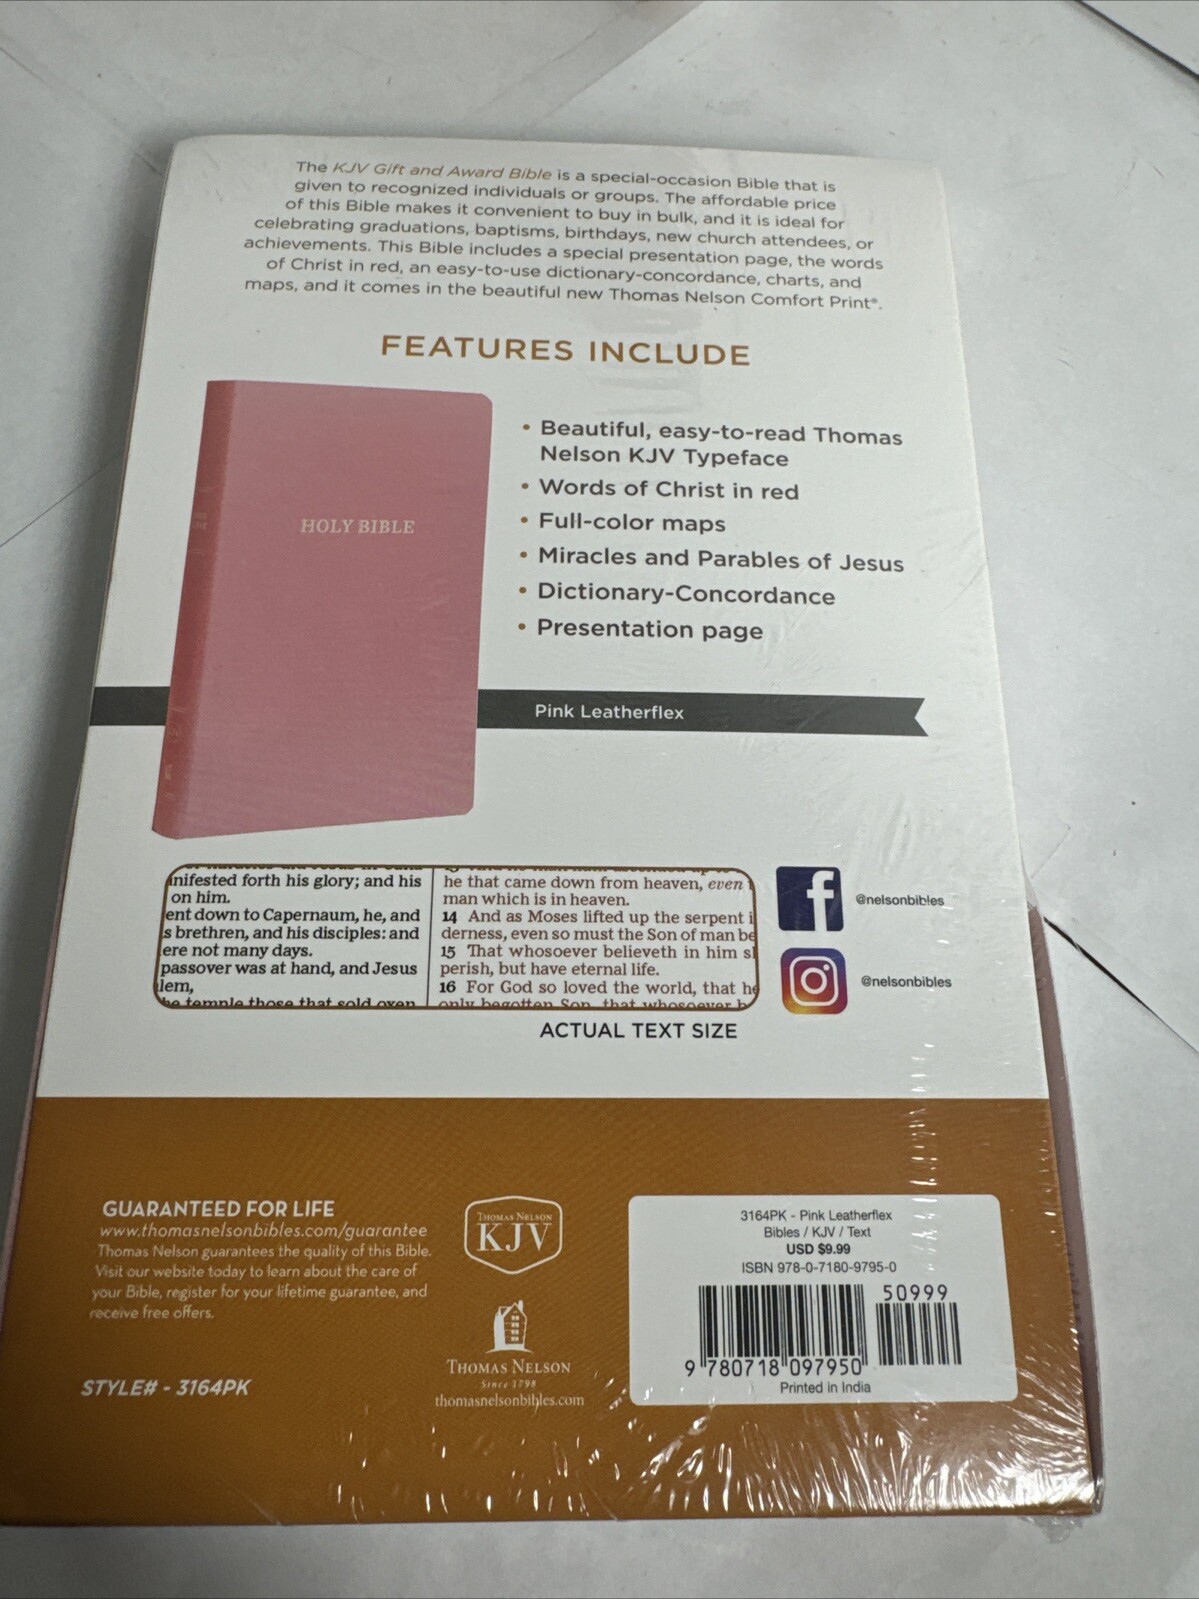 The KJV Gift and Award Bible is a special-occasion Bible that is
given to recognized individuals or groups. The affordable price
of this Bible makes it convenient to buy in bulk, and it is ideal for
celebrating graduations, baptisms, birthdays, new church attendees, or
achievements. This Bible includes a special presentation page, the words
of Christ in red, an easy-to-use dictionary-concordance, charts, and
maps, and it comes in the beautiful new Thomas Nelson Comfort Print®.
FEATURES INCLUDE
HOLY BIBLE
• Beautiful, easy-to-read Thomas
Nelson KJV Typeface
• Words of Christ in red
• Full-color maps
• Miracles and Parables of Jesus
• Dictionary-Concordance
• Presentation page
Pink Leatherflex
nifested forth his glory; and his
on him.
ent down to Capernaum, he, and
s brethren, and his disciples: and
ere not many days.
passover was at hand, and Jesus
lem,
he temple those that sold oxen
he that came down from heaven, even
man which is in heaven.
14 And as Moses lifted up the serpent i
derness, even so must the Son of man be
15 That whosoever believeth in him s
perish, but have eternal life.
16 For God so loved the world, that he
only begotten Son, that whosoever b
ACTUAL TEXT SIZE
f
@nelsonbibles
@nelsonbibles
GUARANTEED FOR LIFE
www.thomasnelsonbibles.com/guarantee
Thomas Nelson guarantees the quality of this Bible.
Visit our website today to learn about the care of
your Bible, register for your lifetime guarantee, and
receive free offers.
STYLE# - 3164PK
THOMAS NELSON
KJV
THOMAS NELSON
Since 1798
thomasnelsonbibles.com
3164PK - Pink Leatherflex
Bibles / KJV / Text
USD $9.99
ISBN 978-0-7180-9795-0
50999
9 780718 097950
Printed in India